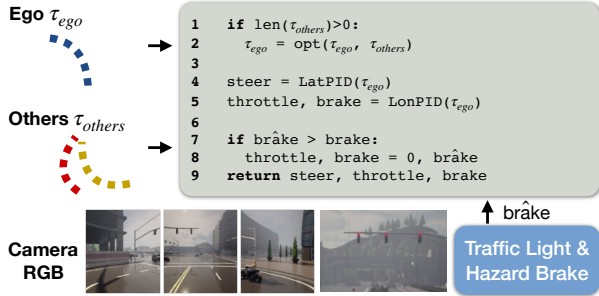 Ego τego
1 if len(τothers)>0:
2 τego = opt(τego, τothers)
3
4 steer = LatPID(τego)
5 throttle, brake = LonPID(τego)
6
7 if brâke > brake:
8 throttle, brake = 0, brâke
9 return steer, throttle, brake
Others τothers
brâke
Camera
RGB
Traffic Light &
Hazard Brake